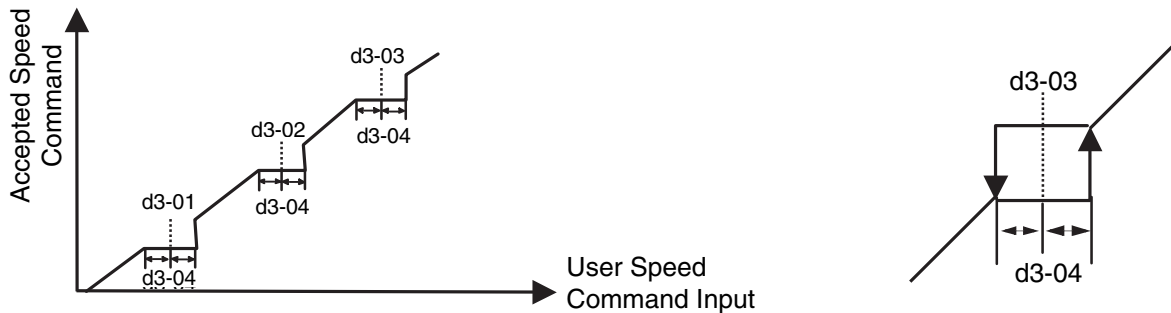 Accepted Speed
Command
d3-03
d3-04
d3-02
d3-04
d3-01
d3-04
User Speed
Command Input
d3-03
d3-04